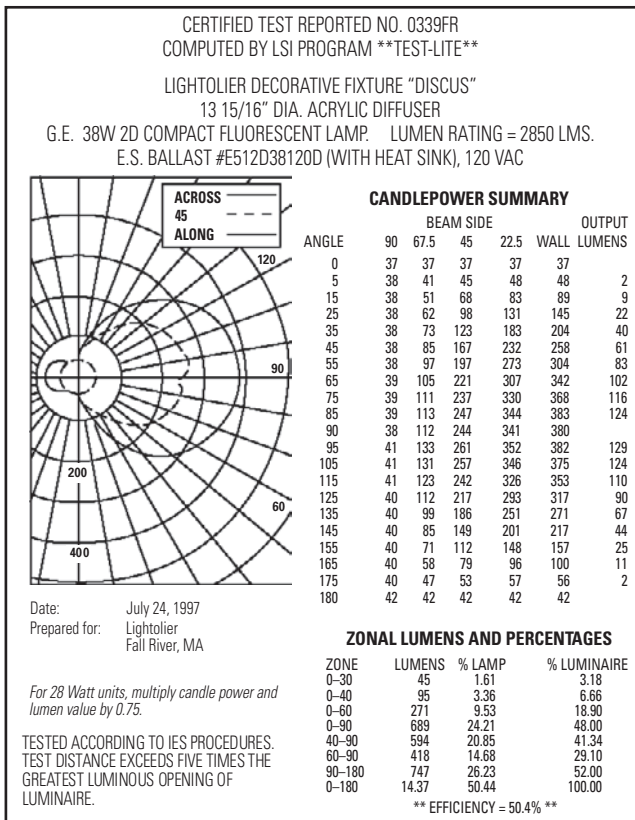 CERTIFIED TEST REPORTED NO. 0339FR
COMPUTED BY LSI PROGRAM **TEST-LITE**
LIGHTOLIER DECORATIVE FIXTURE “DISCUS”
13 15/16” DIA. ACRYLIC DIFFUSER
G.E. 38W 2D COMPACT FLUORESCENT LAMP. LUMEN RATING = 2850 LMS.
E.S. BALLAST #E512D38120D (WITH HEAT SINK), 120 VAC
ACROSS
45
ALONG
120
90
60
200
400
Date: July 24, 1997
Prepared for: Lightolier
Fall River, MA
For 28 Watt units, multiply candle power and
lumen value by 0.75.
TESTED ACCORDING TO IES PROCEDURES.
TEST DISTANCE EXCEEDS FIVE TIMES THE
GREATEST LUMINOUS OPENING OF
LUMINAIRE.
CANDLEPOWER SUMMARY
BEAM SIDE OUTPUT
ANGLE 90 67.5 45 22.5 WALL LUMENS
0 37 37 37 37 37
5 38 41 45 48 48 2
15 38 51 68 83 89 9
25 38 62 98 131 145 22
35 38 73 123 183 204 40
45 38 85 167 232 258 61
55 38 97 197 273 304 83
65 39 105 221 307 342 102
75 39 111 237 330 368 116
85 39 113 247 344 383 124
90 38 112 244 341 380
95 41 133 261 352 382 129
105 41 131 257 346 375 124
115 41 123 242 326 353 110
125 40 112 217 293 317 90
135 40 99 186 251 271 67
145 40 85 149 201 217 44
155 40 71 112 148 157 25
165 40 58 79 96 100 11
175 40 47 53 57 56 2
180 42 42 42 42 42
ZONAL LUMENS AND PERCENTAGES
ZONE LUMENS % LAMP % LUMINAIRE
0–30 45 1.61 3.18
0–40 95 3.36 6.66
0–60 271 9.53 18.90
0–90 689 24.21 48.00
40–90 594 20.85 41.34
60–90 418 14.68 29.10
90–180 747 26.23 52.00
0–180 14.37 50.44 100.00
** EFFICIENCY = 50.4% **